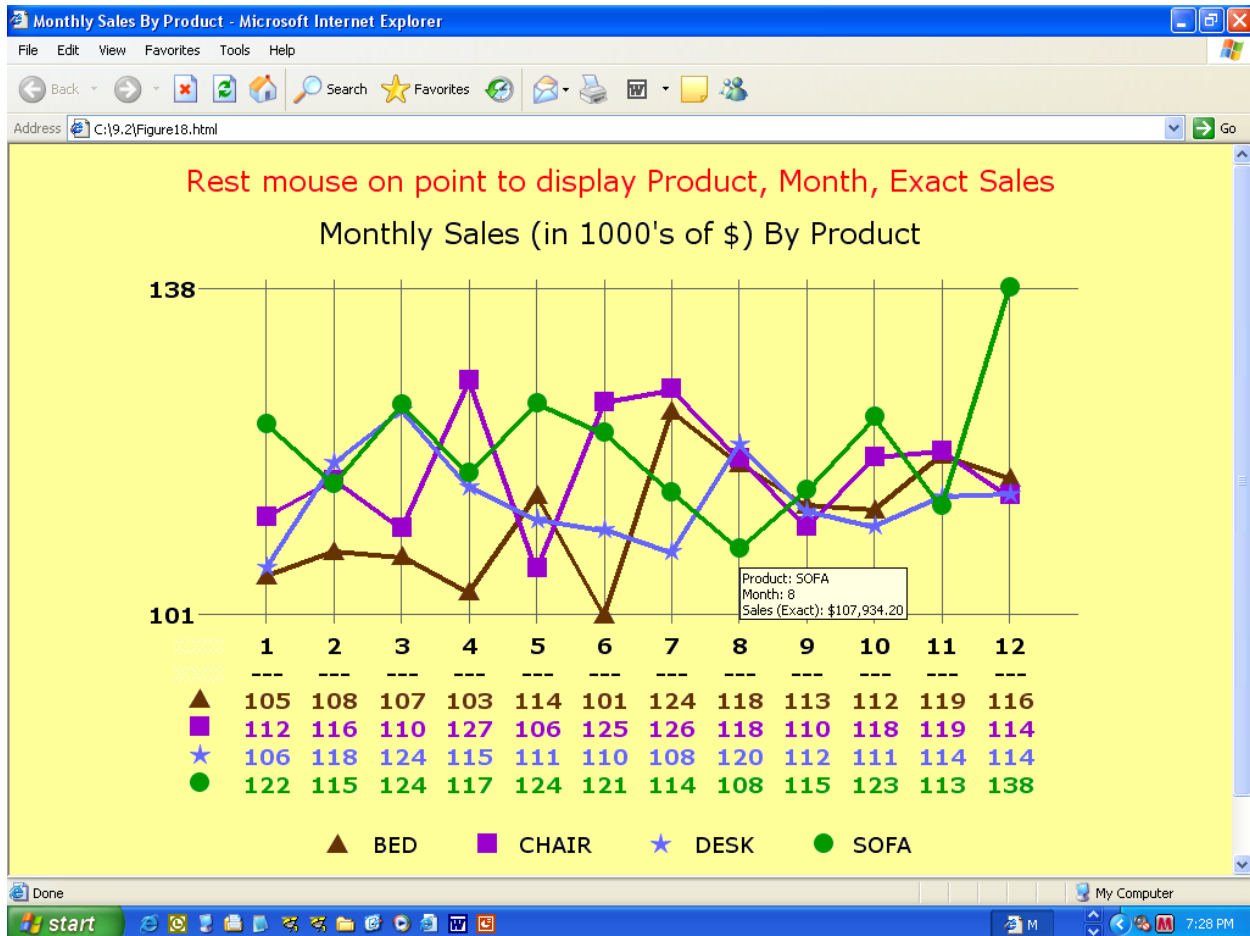 Monthly Sales By Product - Microsoft Internet Explorer
File Edit View Favorites Tools Help
Back Search Favorites
Address C:\9.2\Figure18.html Go
Rest mouse on point to display Product, Month, Exact Sales
Monthly Sales (in 1000's of $) By Product
138
101
Product: SOFA
Month: 8
Sales (Exact): $107,934.20
1 2 3 4 5 6 7 8 9 10 11 12
--- --- --- --- --- --- --- --- --- --- --- ---
105 108 107 103 114 101 124 118 113 112 119 116
112 116 110 127 106 125 126 118 110 118 119 114
106 118 124 115 111 110 108 120 112 111 114 114
122 115 124 117 124 121 114 108 115 123 113 138
BED CHAIR DESK SOFA
Done My Computer
start M 7:28 PM